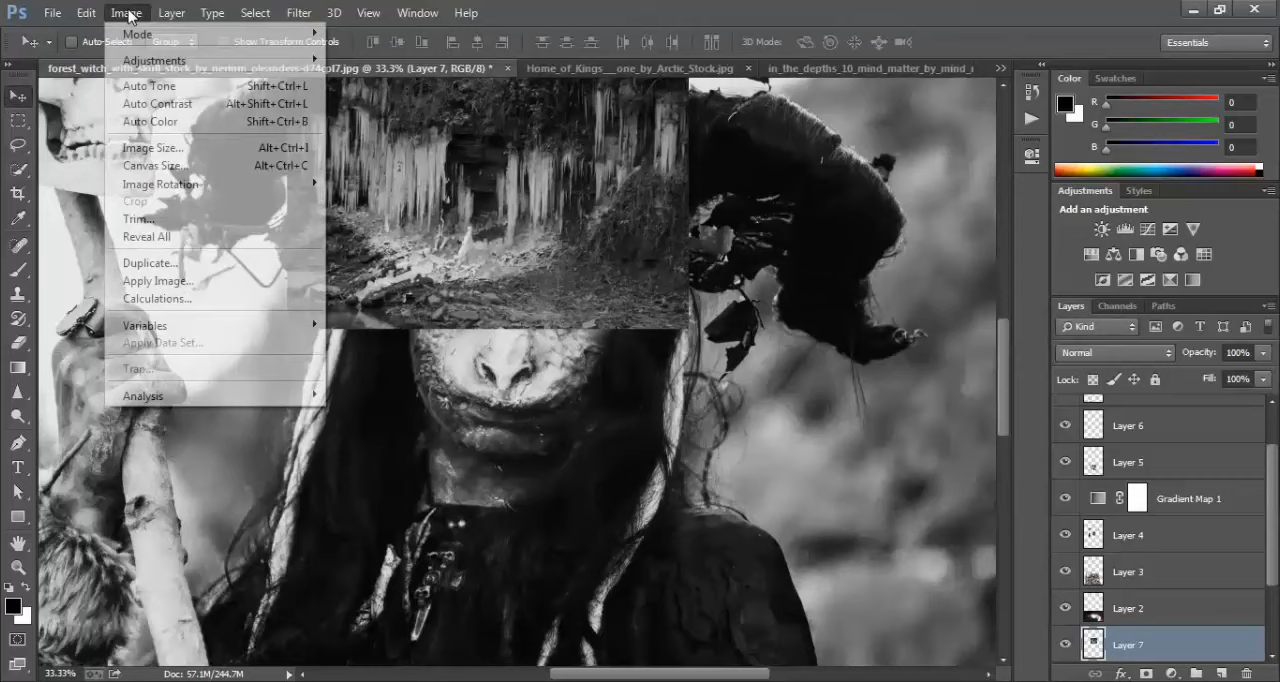 Ps File Edit Image Layer Type Select Filter 3D View Window Help
Auto-Select: Group Show Transform Controls 3D Mode: Essentials
forest_witch_with_skull_stock_by_nerium_oleanders-d74col7.jpg @ 33.3% (Layer 7, RGB/8) * × Home_of_Kings___one_by_Arctic_Stock.jpg × in_the_depths_10_mind_matter_by_mind_
Mode
Adjustments
Auto Tone Shift+Ctrl+L
Auto Contrast Alt+Shift+Ctrl+L
Auto Color Shift+Ctrl+B
Image Size... Alt+Ctrl+I
Canvas Size... Alt+Ctrl+C
Image Rotation
Crop
Trim...
Reveal All
Duplicate...
Apply Image...
Calculations...
Variables
Apply Data Set...
Trap...
Analysis
Color Swatches
R 0
G 0
B 0
Adjustments Styles
Add an adjustment
Layers Channels Paths
Kind
Normal Opacity: 100%
Lock: Fill: 100%
Layer 6
Layer 5
Gradient Map 1
Layer 4
Layer 3
Layer 2
Layer 7
33.33% Doc: 57.1M/244.7M